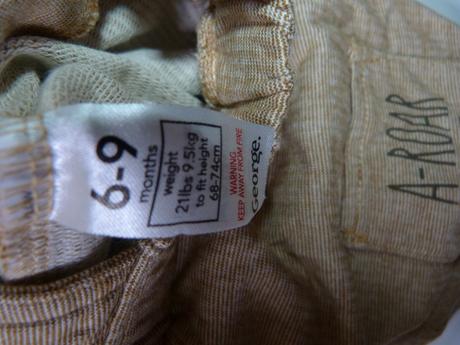 6-9
months
weight
21lbs 9.5kg
to fit height
68-74cm
WARNING
KEEP AWAY FROM FIRE
George.
A-ROAR